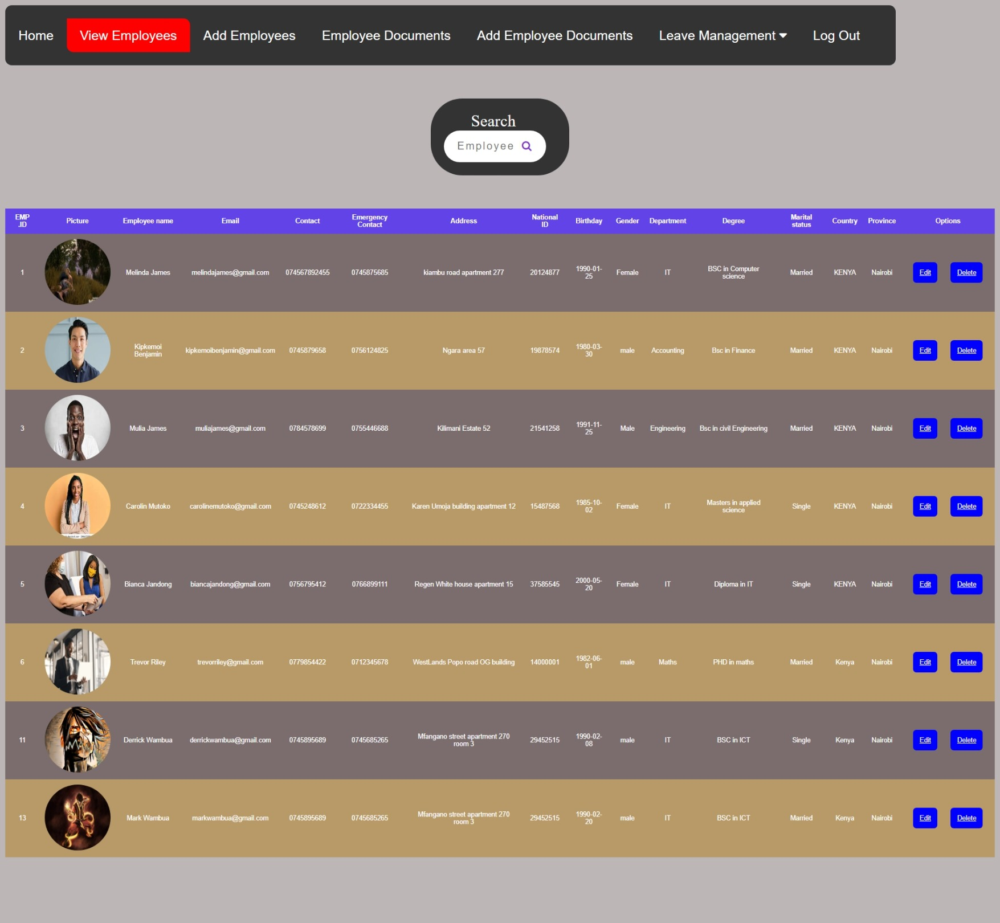 Home View Employees Add Employees Employee Documents Add Employee Documents Leave Management Log Out
Search
Employee
EMP .ID Picture Employee name Email Contact Emergency Contact Address National ID Birthday Gender Department Degree Marital status Country Province Options
1 Melinda James melindajames@gmail.com 074567892455 0745875685 kiambu road apartment 277 20124877 1990-01-25 Female IT BSC in Computer science Married KENYA Nairobi Edit Delete
2 Kipkemoi Benjamin kipkemoibenjamin@gmail.com 0745879658 0756124825 Ngara area 57 19878574 1980-03-30 male Accounting Bsc in Finance Married KENYA Nairobi Edit Delete
3 Mulia James muliajames@gmail.com 0784578699 0755446688 Kilimani Estate 52 21541258 1991-11-25 Male Engineering Bsc in civil Engineering Married KENYA Nairobi Edit Delete
4 Carolin Mutoko carolinemutoko@gmail.com 0745248612 0722334455 Karen Umoja building apartment 12 15487568 1985-10-02 Female IT Masters in applied science Single KENYA Nairobi Edit Delete
5 Bianca Jandong biancajandong@gmail.com 0756795412 0766899111 Regen White house apartment 15 37585545 2000-05-20 Female IT Diploma in IT Single KENYA Nairobi Edit Delete
6 Trevor Riley trevorriley@gmail.com 0779854422 0712345678 WestLands Popo road OG building 14000001 1982-06-01 male Maths PHD in maths Married Kenya Nairobi Edit Delete
11 Derrick Wambua derrickwambua@gmail.com 0745895689 0745685265 Mfangano street apartment 270 room 3 29452515 1990-02-08 male IT BSC in ICT Single Kenya Nairobi Edit Delete
13 Mark Wambua markwambua@gmail.com 0745895689 0745685265 Mfangano street apartment 270 room 3 29452515 1990-02-20 male IT BSC in ICT Married Kenya Nairobi Edit Delete